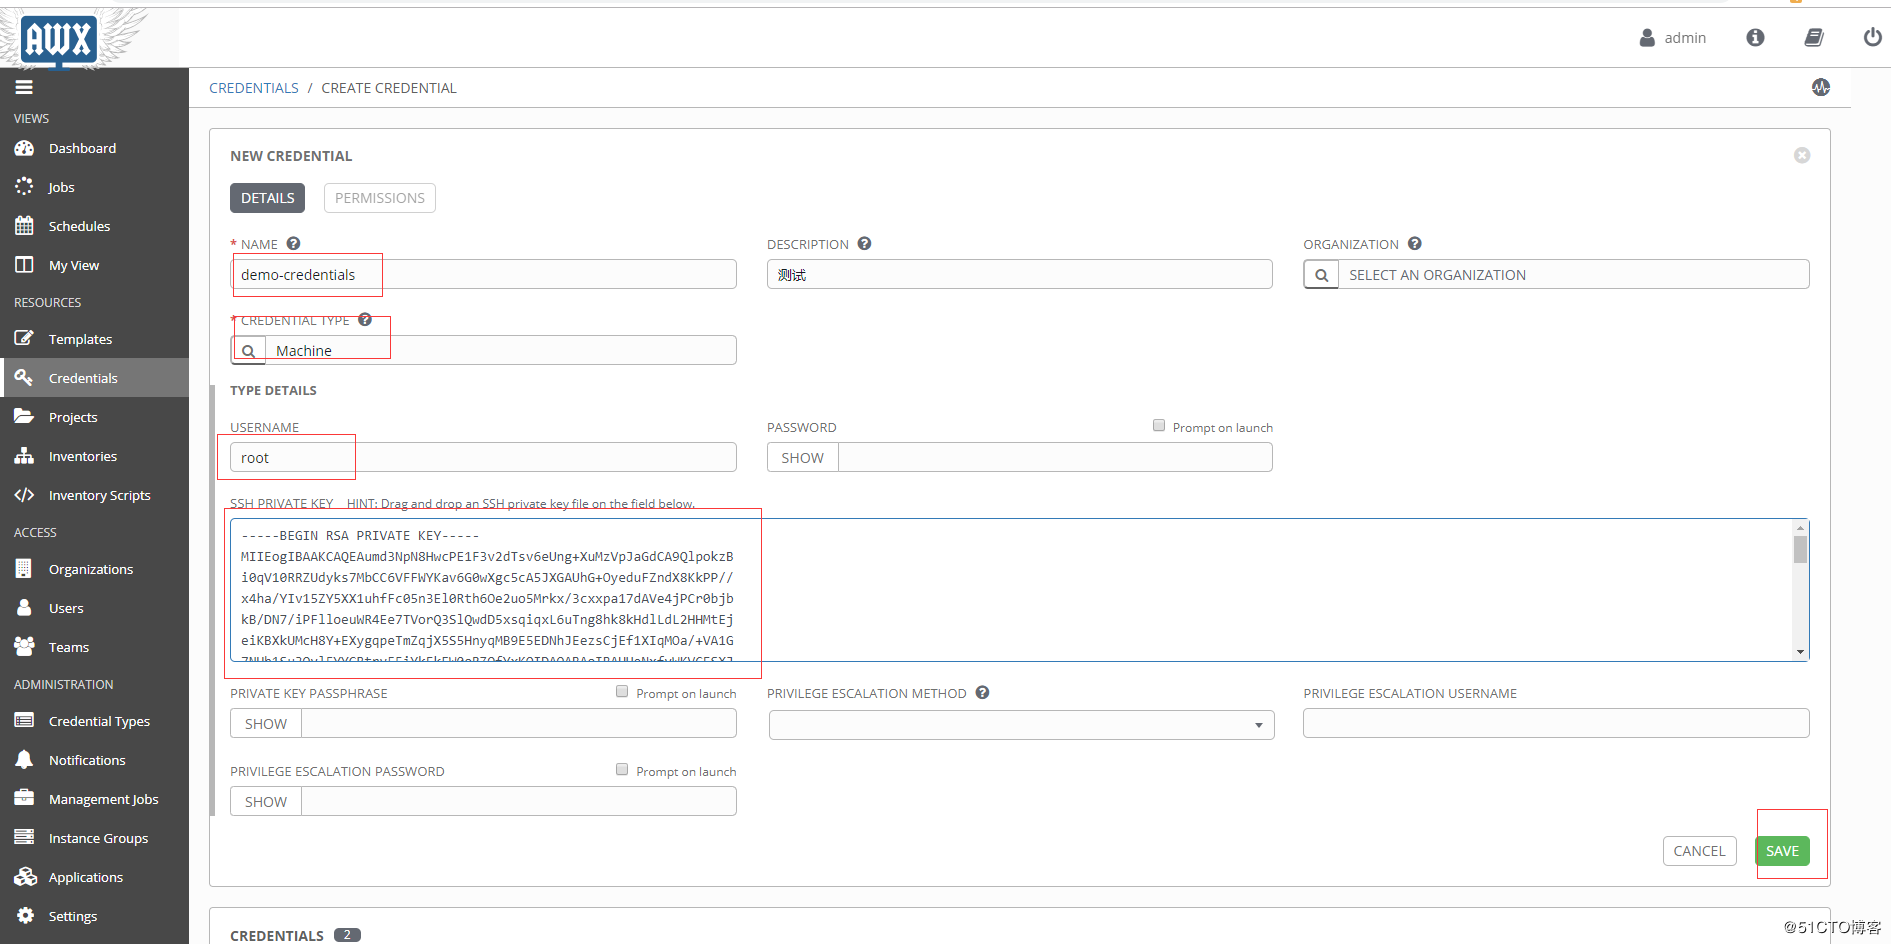 AWX
admin
CREDENTIALS / CREATE CREDENTIAL
VIEWS
Dashboard
Jobs
Schedules
My View
RESOURCES
Templates
Credentials
Projects
Inventories
Inventory Scripts
ACCESS
Organizations
Users
Teams
ADMINISTRATION
Credential Types
Notifications
Management Jobs
Instance Groups
Applications
Settings
NEW CREDENTIAL
DETAILS PERMISSIONS
* NAME
demo-credentials
DESCRIPTION
测试
ORGANIZATION
SELECT AN ORGANIZATION
* CREDENTIAL TYPE
Machine
TYPE DETAILS
USERNAME
root
PASSWORD Prompt on launch
SHOW
SSH PRIVATE KEY HINT: Drag and drop an SSH private key file on the field below.
-----BEGIN RSA PRIVATE KEY-----
MIIEogIBAAKCAQEAumd3NpN8HwcPE1F3v2dTsv6eUng+XuMzVpJaGdCA9QlpokzB
i0qV10RRZUdyks7MbCC6VFFWYKav6G0wXgc5cA5JXGAUhG+OyeduFZndX8KkPP//
x4ha/YIv15ZY5XX1uhfFc05n3El0Rth6Oe2uo5Mrkx/3cxxpa17dAVe4jPCr0bjb
kB/DN7/iPFlloeuWR4Ee7TVorQ3SlQwdD5xsqiqxL6uTng8hk8kHdlLdL2HHMtEj
eiKBXkUMcH8Y+EXygqpeTmZqjX5S5HnyqMB9E5EDNhJEezsCjEf1XIqMOa/+VA1G
PRIVATE KEY PASSPHRASE Prompt on launch
SHOW
PRIVILEGE ESCALATION METHOD
PRIVILEGE ESCALATION USERNAME
PRIVILEGE ESCALATION PASSWORD Prompt on launch
SHOW
CANCEL SAVE
CREDENTIALS 2
@51CTO博客